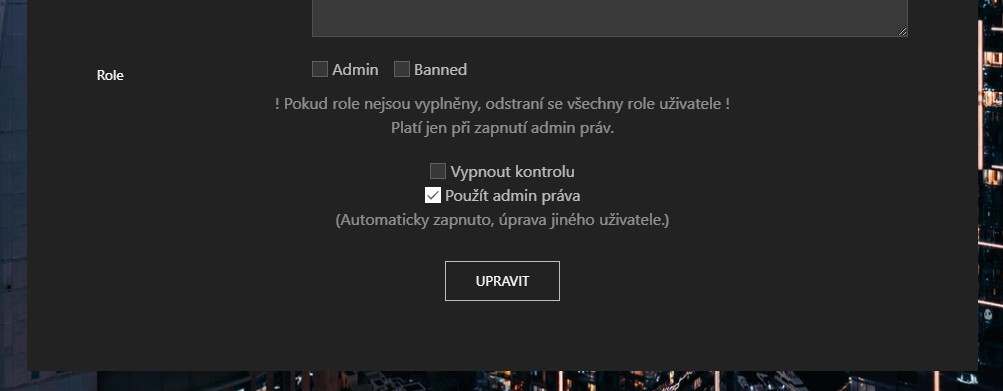 Role
Admin Banned
! Pokud role nejsou vyplněny, odstraní se všechny role uživatele !
Platí jen při zapnutí admin práv.
Vypnout kontrolu
Použít admin práva
(Automaticky zapnuto, úprava jiného uživatele.)
UPRAVIT